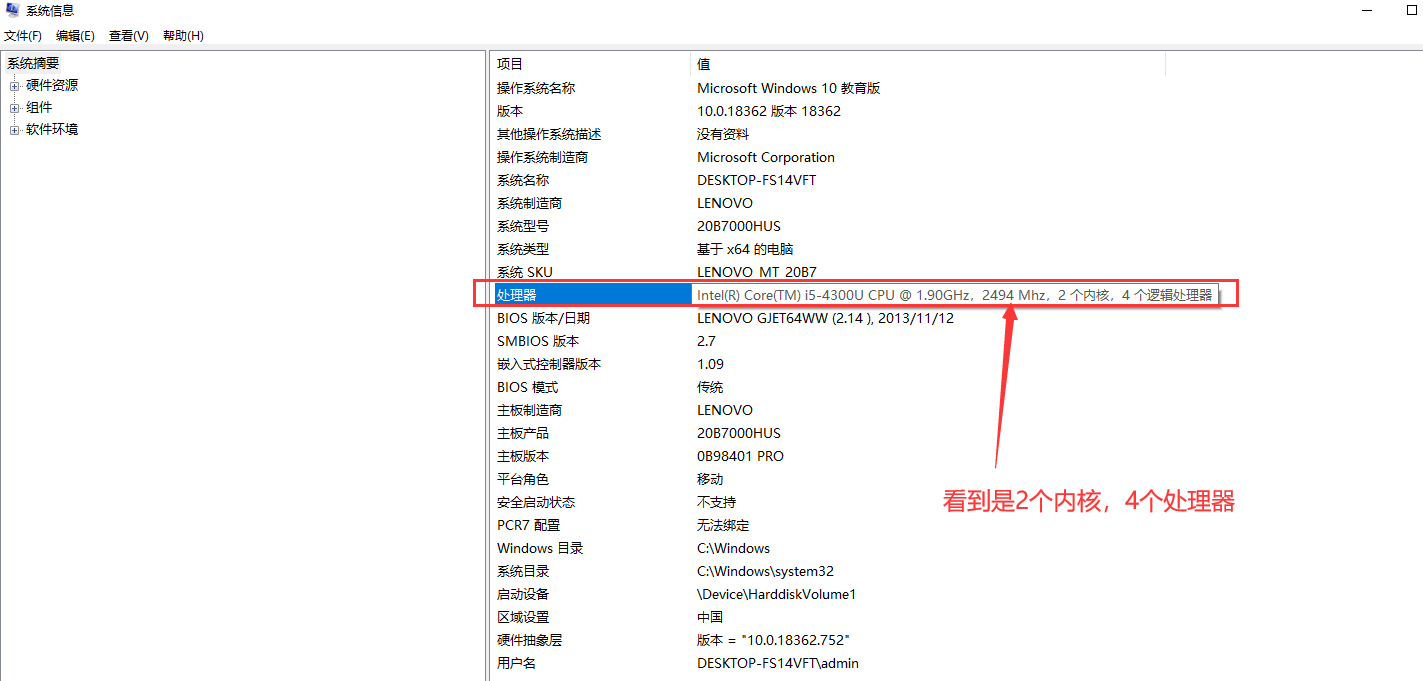 系统信息
文件(F) 编辑(E) 查看(V) 帮助(H)
系统摘要
硬件资源
组件
软件环境
项目 值
操作系统名称 Microsoft Windows 10 教育版
版本 10.0.18362 版本 18362
其他操作系统描述 没有资料
操作系统制造商 Microsoft Corporation
系统名称 DESKTOP-FS14VFT
系统制造商 LENOVO
系统型号 20B7000HUS
系统类型 基于 x64 的电脑
系统 SKU LENOVO_MT_20B7
处理器 Intel(R) Core(TM) i5-4300U CPU @ 1.90GHz，2494 Mhz，2 个内核，4 个逻辑处理器
BIOS 版本/日期 LENOVO GJET64WW (2.14 ), 2013/11/12
SMBIOS 版本 2.7
嵌入式控制器版本 1.09
BIOS 模式 传统
主板制造商 LENOVO
主板产品 20B7000HUS
主板版本 0B98401 PRO
平台角色 移动
安全启动状态 不支持
PCR7 配置 无法绑定
Windows 目录 C:\Windows
系统目录 C:\Windows\system32
启动设备 \Device\HarddiskVolume1
区域设置 中国
硬件抽象层 版本 = "10.0.18362.752"
用户名 DESKTOP-FS14VFT\admin
看到是2个内核，4个处理器